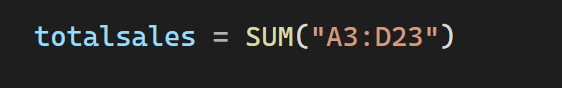 totalsales = SUM("A3:D23")